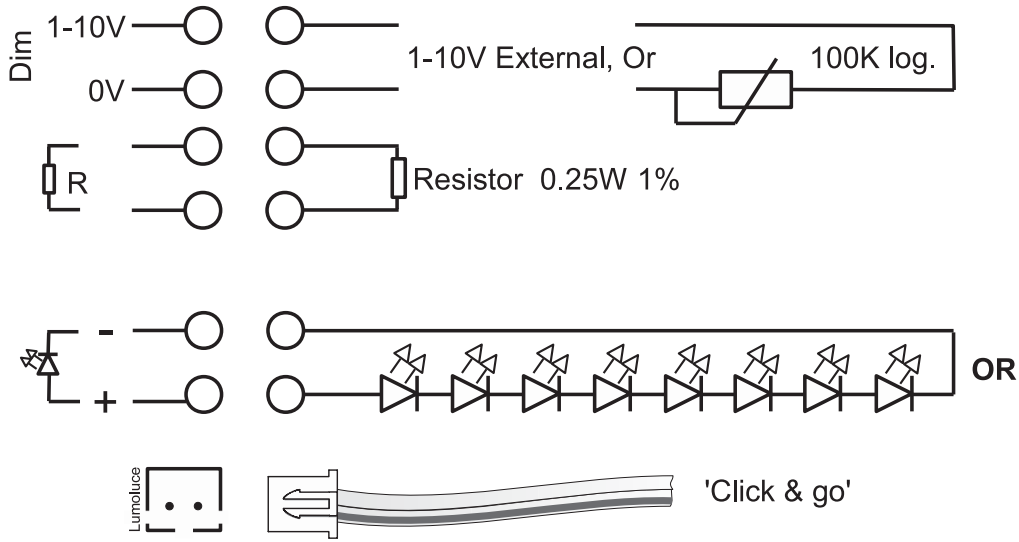 Dim
1-10V
1-10V External, Or
100K log.
0V
R
Resistor 0.25W 1%
-
+
OR
Lumoluce
'Click & go'